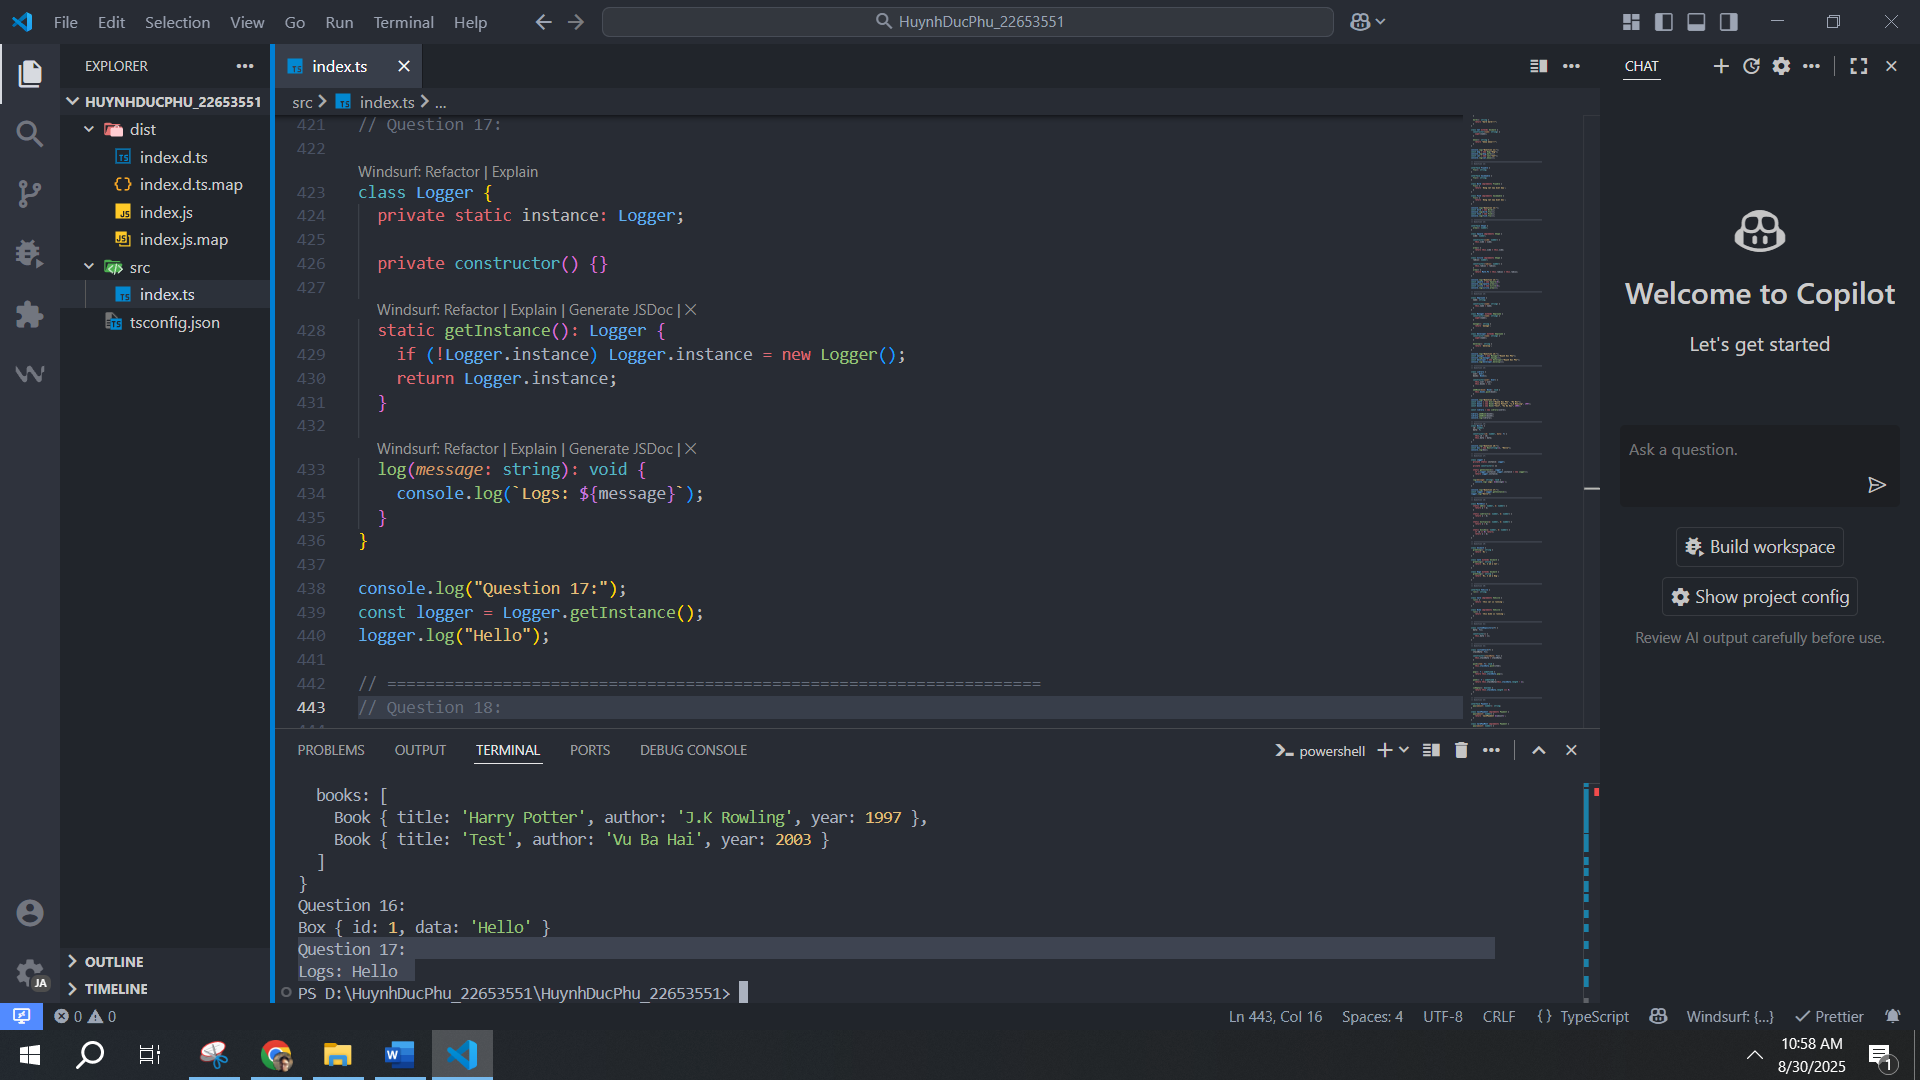 File Edit Selection View Go Run Terminal Help
HuynhDucPhu_22653551
EXPLORER
HUYNHDUCPHU_22653551
dist
index.d.ts
index.d.ts.map
index.js
index.js.map
src
index.ts
tsconfig.json
OUTLINE
TIMELINE
index.ts
src > index.ts > ...
421 // Question 17:
422
Windsurf: Refactor | Explain
423 class Logger {
424 private static instance: Logger;
425
426 private constructor() {}
427
Windsurf: Refactor | Explain | Generate JSDoc | X
428 static getInstance(): Logger {
429 if (!Logger.instance) Logger.instance = new Logger();
430 return Logger.instance;
431 }
432
Windsurf: Refactor | Explain | Generate JSDoc | X
433 log(message: string): void {
434 console.log(`Logs: ${message}`);
435 }
436 }
437
438 console.log("Question 17:");
439 const logger = Logger.getInstance();
440 logger.log("Hello");
441
442 // ====================================================================
443 // Question 18:
PROBLEMS OUTPUT TERMINAL PORTS DEBUG CONSOLE
powershell
books: [
Book { title: 'Harry Potter', author: 'J.K Rowling', year: 1997 },
Book { title: 'Test', author: 'Vu Ba Hai', year: 2003 }
]
}
Question 16:
Box { id: 1, data: 'Hello' }
Question 17:
Logs: Hello
PS D:\HuynhDucPhu_22653551\HuynhDucPhu_22653551>
CHAT
Welcome to Copilot
Let's get started
Ask a question.
Build workspace
Show project config
Review AI output carefully before use.
JA
0 0
Ln 443, Col 16 Spaces: 4 UTF-8 CRLF {} TypeScript Windsurf: {...} Prettier
10:58 AM
8/30/2025
1